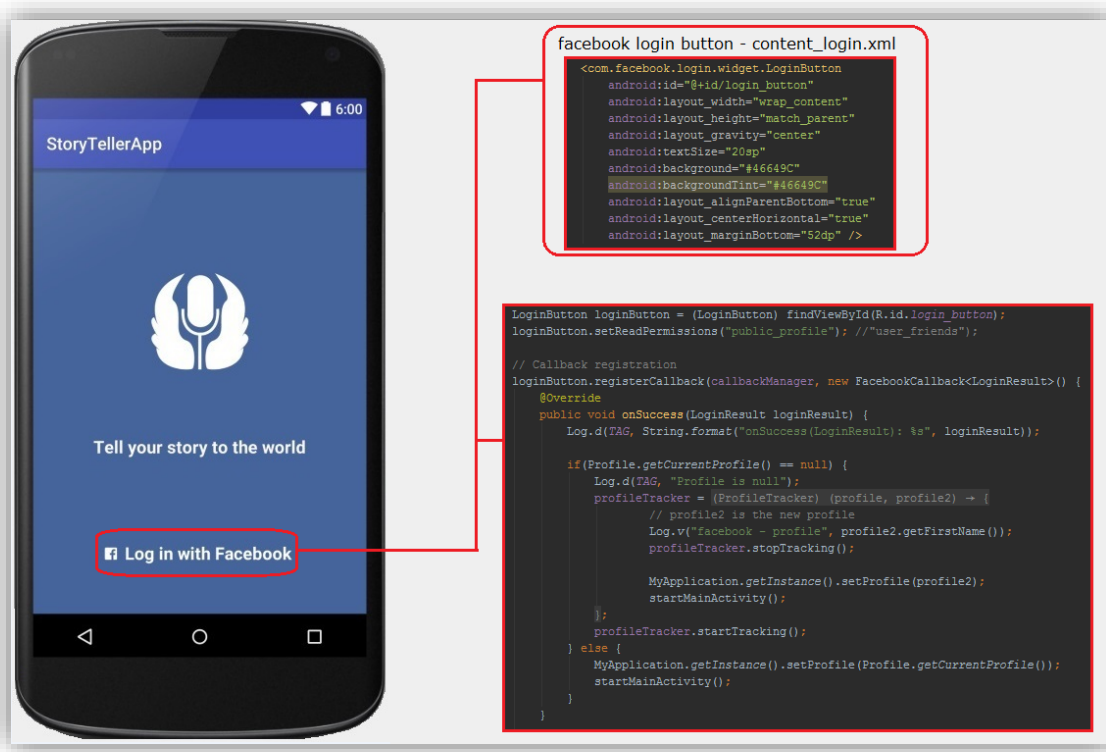 6:00
StoryTellerApp
Tell your story to the world
Log in with Facebook
facebook login button - content_login.xml
<com.facebook.login.widget.LoginButton
android:id="@+id/login_button"
android:layout_width="wrap_content"
android:layout_height="match_parent"
android:layout_gravity="center"
android:textSize="20sp"
android:background="#46649C"
android:backgroundTint="#46649C"
android:layout_alignParentBottom="true"
android:layout_centerHorizontal="true"
android:layout_marginBottom="52dp" />
LoginButton loginButton = (LoginButton) findViewById(R.id.login_button);
loginButton.setReadPermissions("public_profile"); //"user_friends");
// Callback registration
loginButton.registerCallback(callbackManager, new FacebookCallback<LoginResult>() {
@Override
public void onSuccess(LoginResult loginResult) {
Log.d(TAG, String.format("onSuccess(LoginResult): %s", loginResult));
if(Profile.getCurrentProfile() == null) {
Log.d(TAG, "Profile is null");
profileTracker = (ProfileTracker) (profile, profile2) → {
// profile2 is the new profile
Log.v("facebook - profile", profile2.getFirstName());
profileTracker.stopTracking();
MyApplication.getInstance().setProfile(profile2);
startMainActivity();
};
profileTracker.startTracking();
} else {
MyApplication.getInstance().setProfile(Profile.getCurrentProfile());
startMainActivity();
}
}